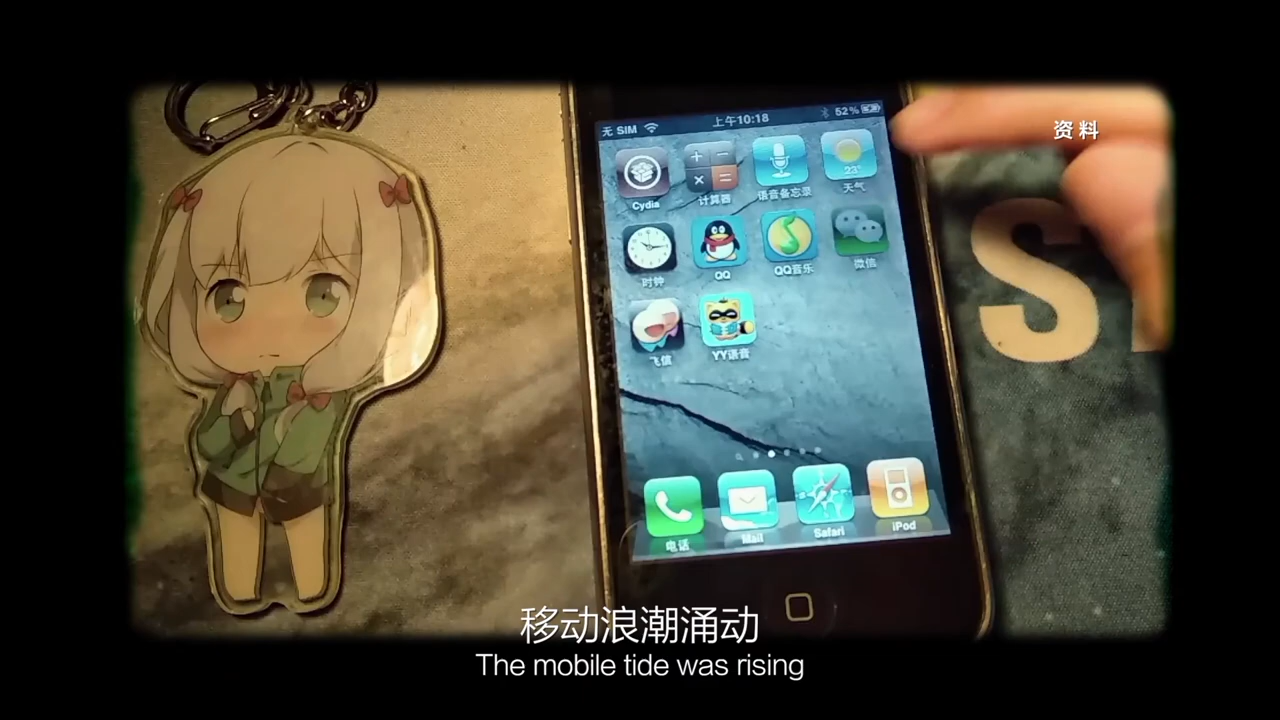 资料
无 SIM 上午10:18 52%
23°
Cydia 计算器 语音备忘录 天气
时钟 QQ QQ音乐 微信
飞信 YY语音
电话 Mail Safari iPod
S
移动浪潮涌动
The mobile tide was rising